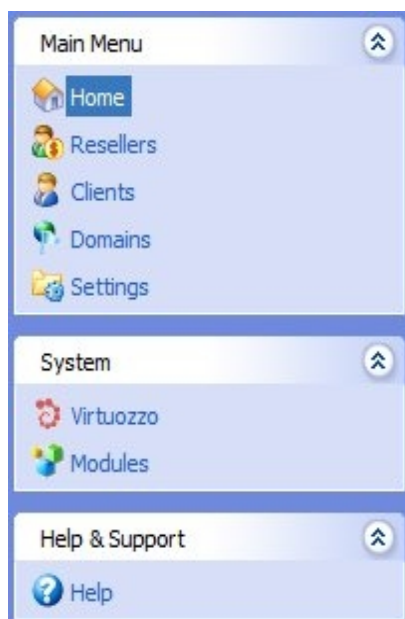 Main Menu
Home
Resellers
Clients
Domains
Settings
System
Virtuozzo
Modules
Help & Support
Help